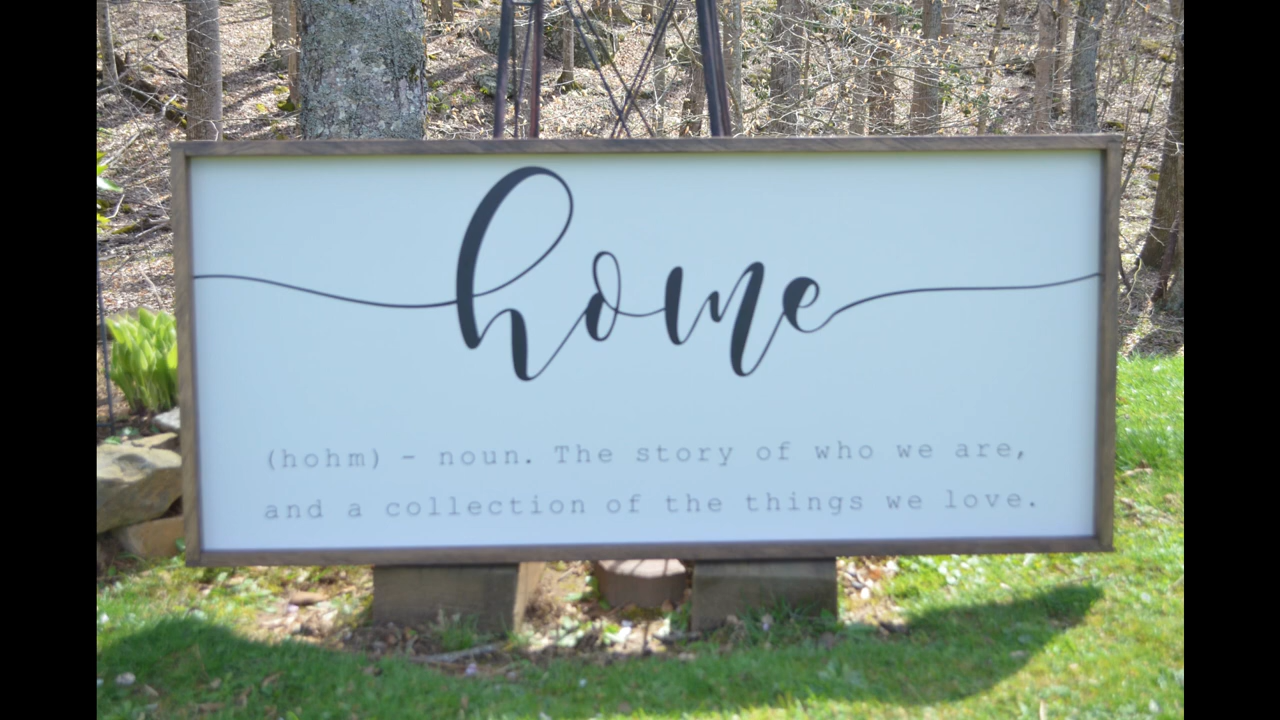 home
(hohm) - noun. The story of who we are,
and a collection of the things we love.